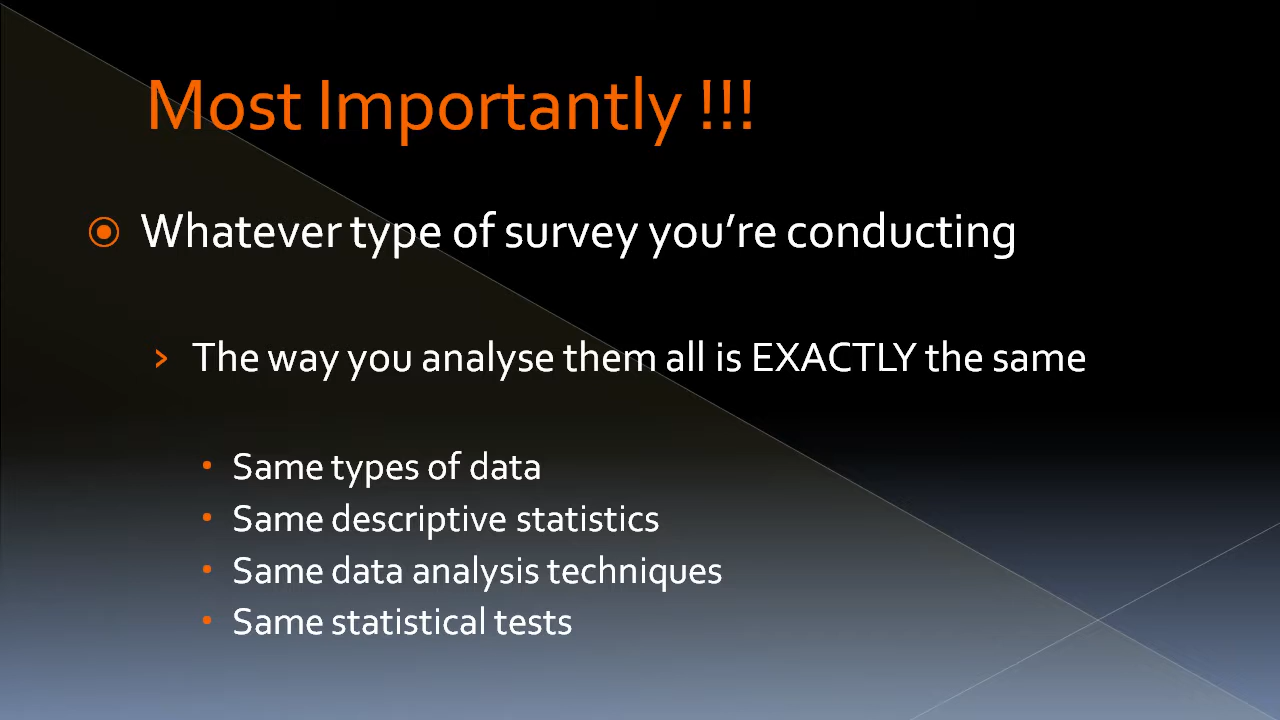 Most Importantly !!!
Whatever type of survey you’re conducting
The way you analyse them all is EXACTLY the same
Same types of data
Same descriptive statistics
Same data analysis techniques
Same statistical tests